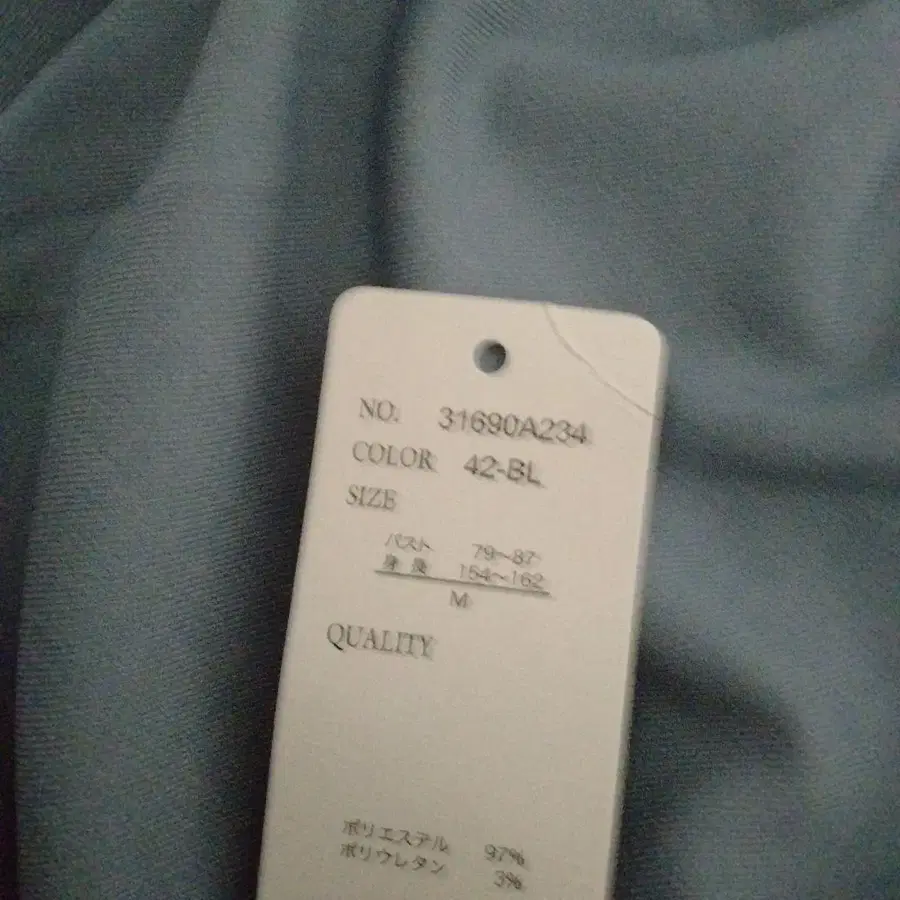 NO. 31690A234
COLOR 42-BL
SIZE
バスト 79～87
身長 154～162
M
QUALITY
ポリエステル 97%
ポリウレタン 3%